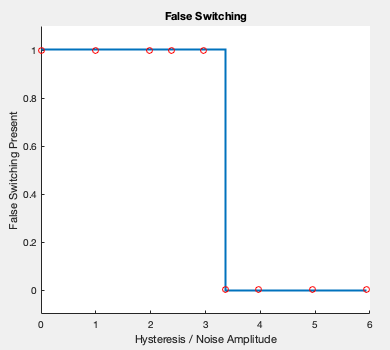 False Switching
False Switching Present
1
0.8
0.6
0.4
0.2
0
0 1 2 3 4 5 6
Hysteresis / Noise Amplitude